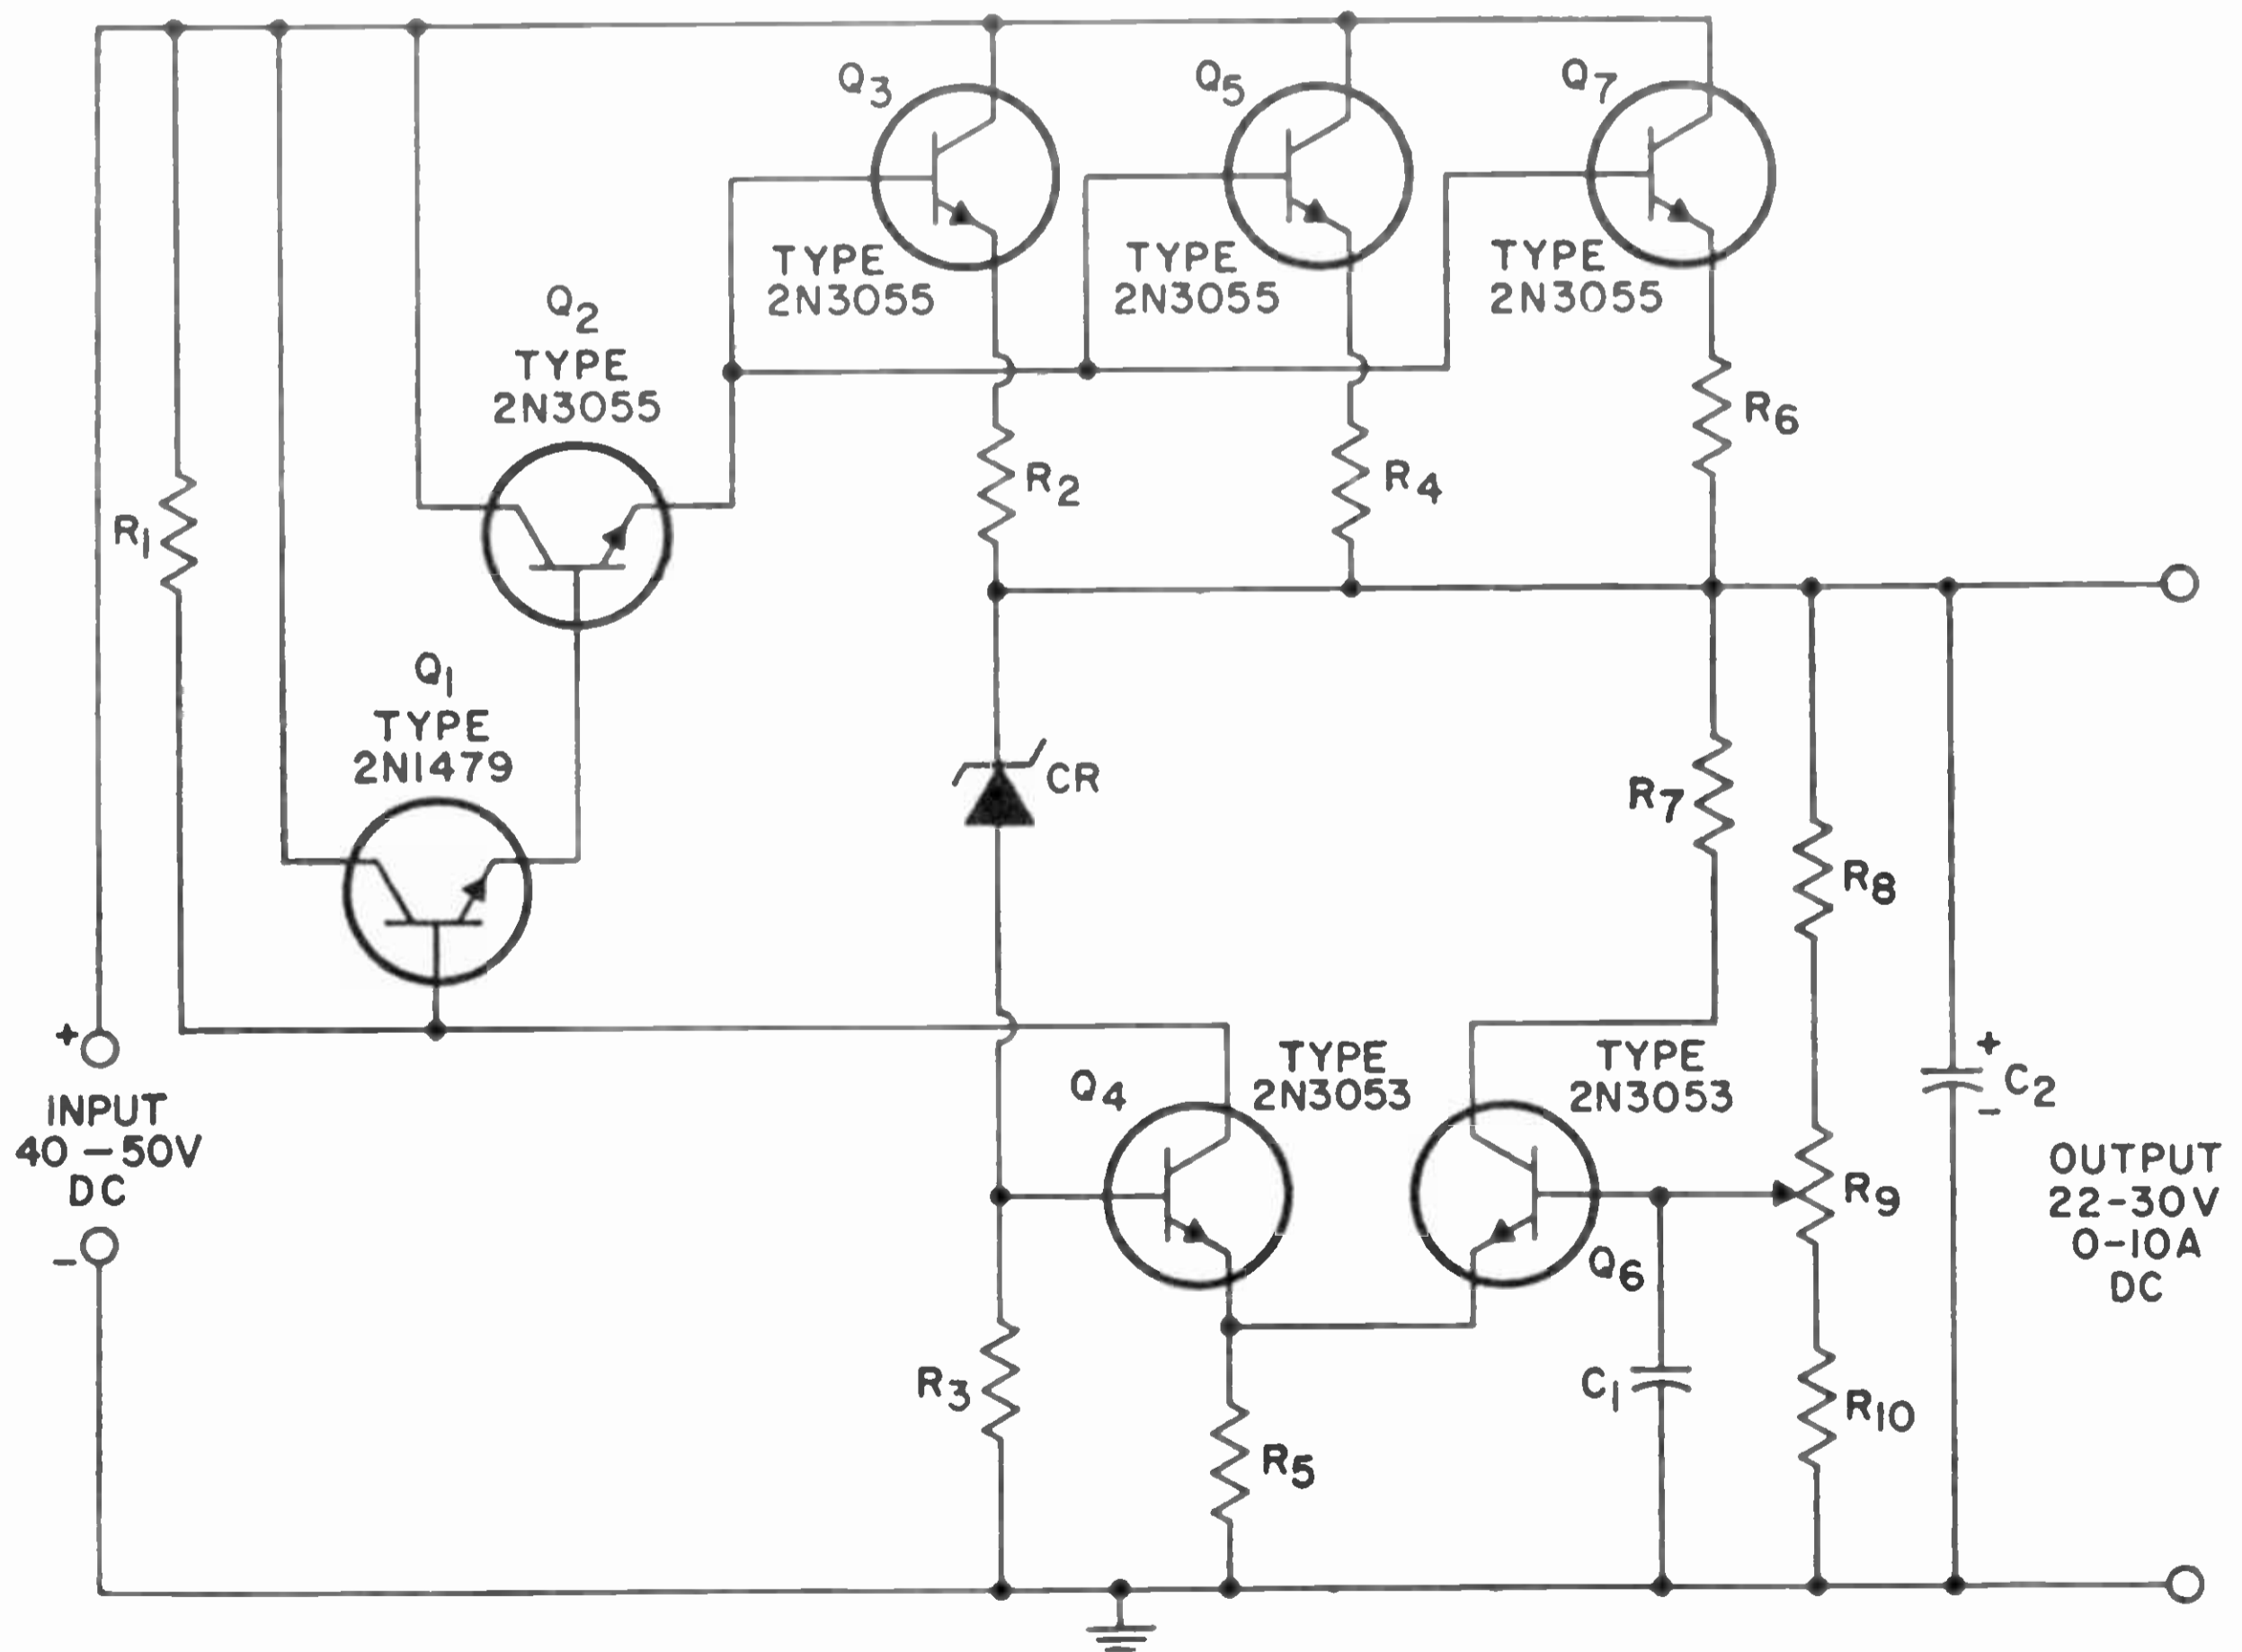 Q3
TYPE
2N3055
Q5
TYPE
2N3055
Q7
TYPE
2N3055
Q2
TYPE
2N3055
R6
R2
R4
R1
Q1
TYPE
2N1479
CR
R7
R8
+
INPUT
40-50V
DC
-
Q4
TYPE
2N3053
TYPE
2N3053
Q6
R9
+
C2
-
OUTPUT
22-30V
0-10A
DC
R3
R5
C1
R10